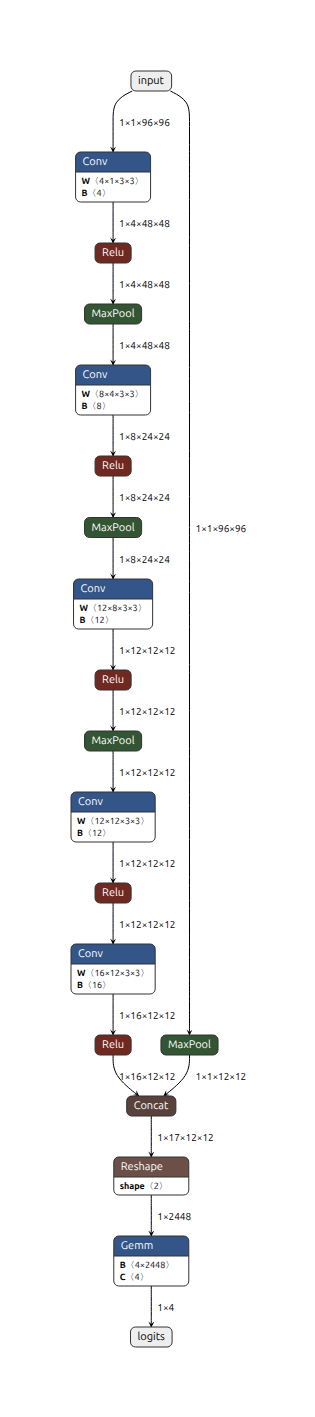 input
1×1×96×96
Conv
W ⟨4×1×3×3⟩
B ⟨4⟩
1×4×48×48
Relu
1×4×48×48
MaxPool
1×4×48×48
Conv
W ⟨8×4×3×3⟩
B ⟨8⟩
1×8×24×24
Relu
1×8×24×24
MaxPool
1×1×96×96
1×8×24×24
Conv
W ⟨12×8×3×3⟩
B ⟨12⟩
1×12×12×12
Relu
1×12×12×12
MaxPool
1×12×12×12
Conv
W ⟨12×12×3×3⟩
B ⟨12⟩
1×12×12×12
Relu
1×12×12×12
Conv
W ⟨16×12×3×3⟩
B ⟨16⟩
1×16×12×12
Relu MaxPool
1×16×12×12 1×1×12×12
Concat
1×17×12×12
Reshape
shape ⟨2⟩
1×2448
Gemm
B ⟨4×2448⟩
C ⟨4⟩
1×4
logits